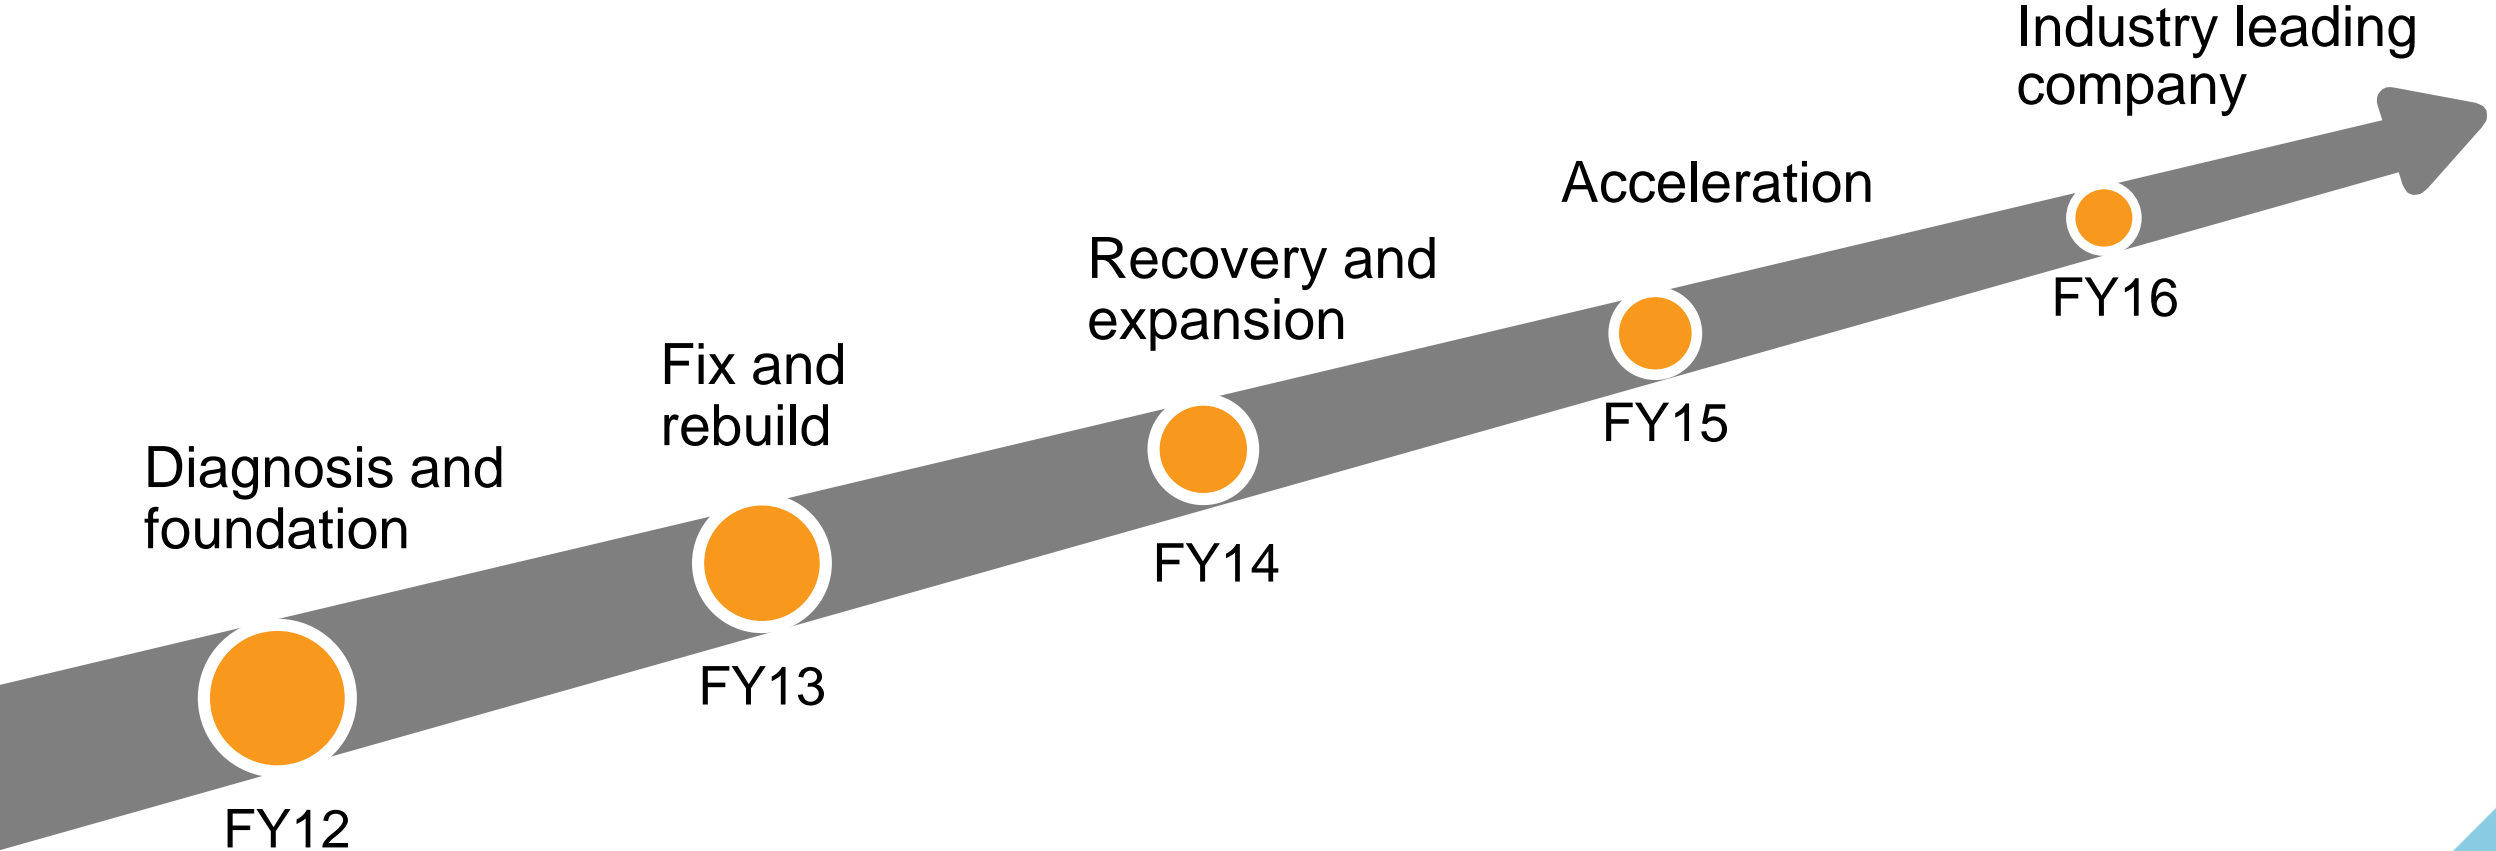 Diagnosis and
foundation
FY12
Fix and
rebuild
FY13
Recovery and
expansion
FY14
Acceleration
FY15
Industry leading
company
FY16